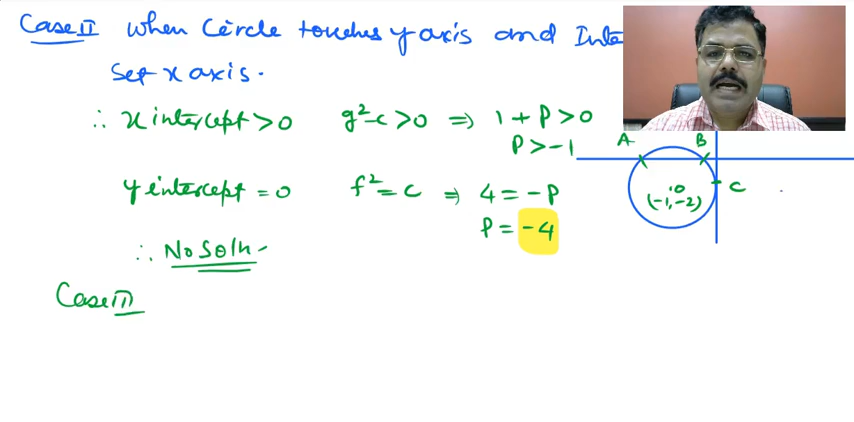 Case II When Circle touches y axis and Inte
sep x axis.
∴ x intercept > 0 g²-c > 0 ⇒ 1 + P > 0
P > -1
A B
y intercept = 0 f² = c ⇒ 4 = -P
C
(-1,-2)
P = -4
∴ No Soln -
Case III